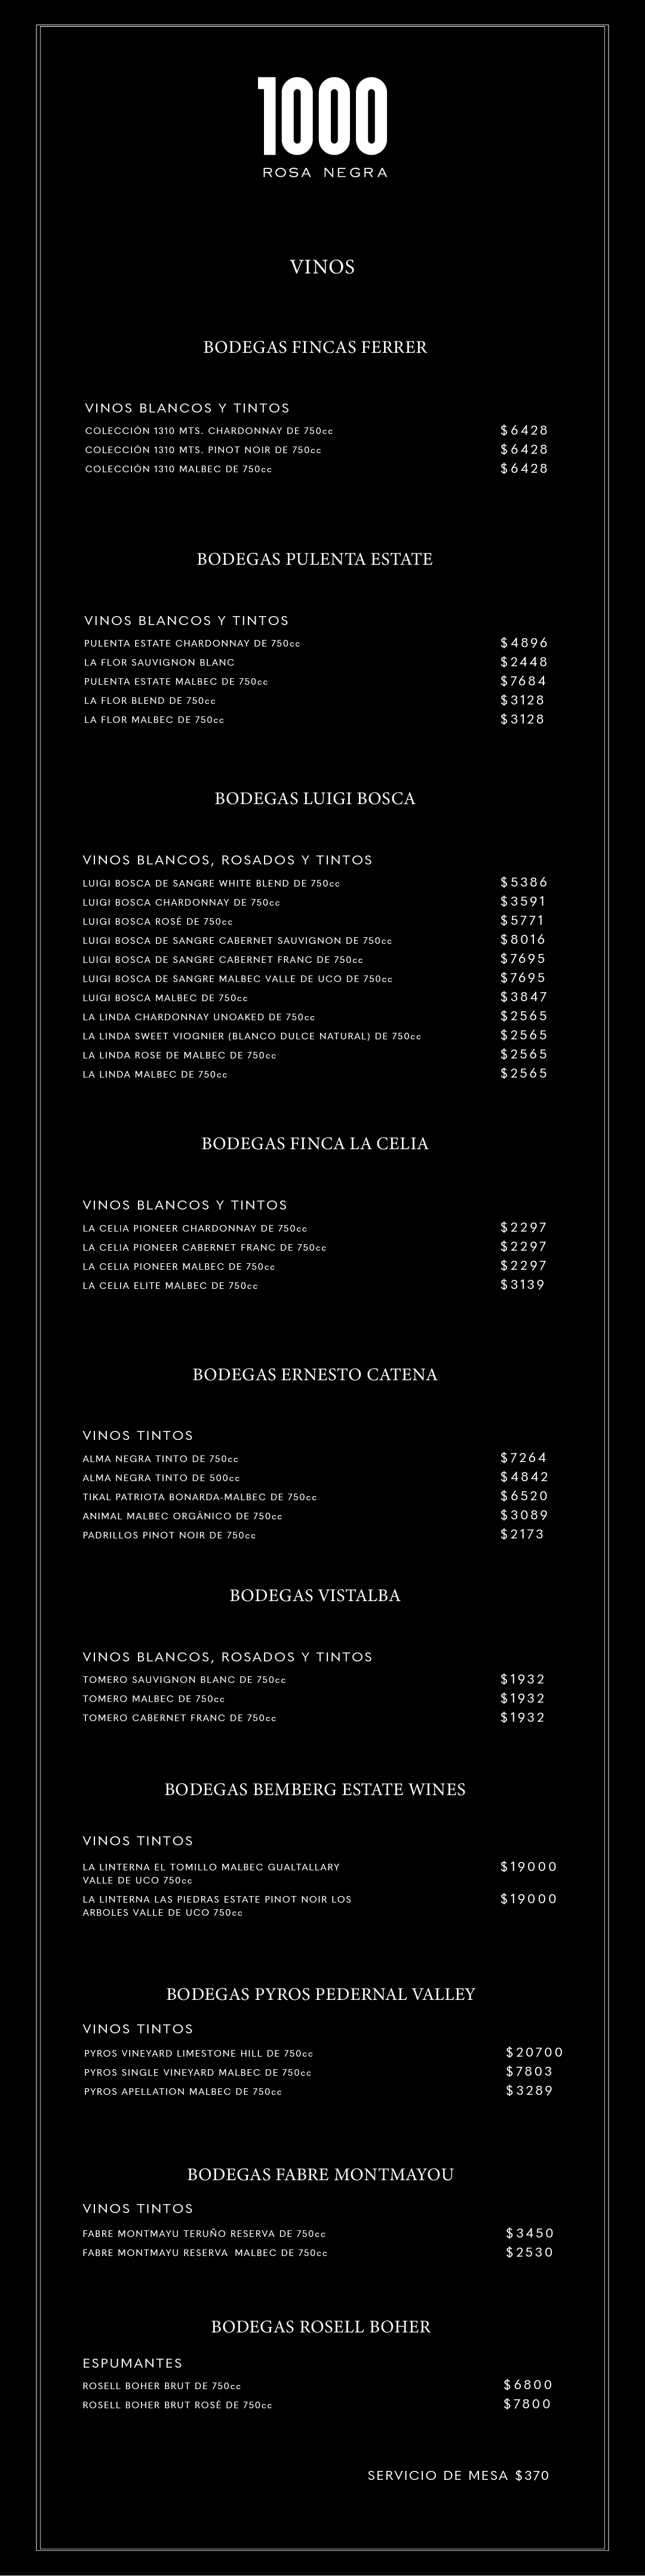 1000
ROSA NEGRA
VINOS
BODEGAS FINCAS FERRER
VINOS BLANCOS Y TINTOS
COLECCIÓN 1310 MTS. CHARDONNAY DE 750cc $6428
COLECCIÓN 1310 MTS. PINOT NOIR DE 750cc $6428
COLECCIÓN 1310 MALBEC DE 750cc $6428
BODEGAS PULENTA ESTATE
VINOS BLANCOS Y TINTOS
PULENTA ESTATE CHARDONNAY DE 750cc $4896
LA FLOR SAUVIGNON BLANC $2448
PULENTA ESTATE MALBEC DE 750cc $7684
LA FLOR BLEND DE 750cc $3128
LA FLOR MALBEC DE 750cc $3128
BODEGAS LUIGI BOSCA
VINOS BLANCOS, ROSADOS Y TINTOS
LUIGI BOSCA DE SANGRE WHITE BLEND DE 750cc $5386
LUIGI BOSCA CHARDONNAY DE 750cc $3591
LUIGI BOSCA ROSÉ DE 750cc $5771
LUIGI BOSCA DE SANGRE CABERNET SAUVIGNON DE 750cc $8016
LUIGI BOSCA DE SANGRE CABERNET FRANC DE 750cc $7695
LUIGI BOSCA DE SANGRE MALBEC VALLE DE UCO DE 750cc $7695
LUIGI BOSCA MALBEC DE 750cc $3847
LA LINDA CHARDONNAY UNOAKED DE 750cc $2565
LA LINDA SWEET VIOGNIER (BLANCO DULCE NATURAL) DE 750cc $2565
LA LINDA ROSE DE MALBEC DE 750cc $2565
LA LINDA MALBEC DE 750cc $2565
BODEGAS FINCA LA CELIA
VINOS BLANCOS Y TINTOS
LA CELIA PIONEER CHARDONNAY DE 750cc $2297
LA CELIA PIONEER CABERNET FRANC DE 750cc $2297
LA CELIA PIONEER MALBEC DE 750cc $2297
LA CELIA ELITE MALBEC DE 750cc $3139
BODEGAS ERNESTO CATENA
VINOS TINTOS
ALMA NEGRA TINTO DE 750cc $7264
ALMA NEGRA TINTO DE 500cc $4842
TIKAL PATRIOTA BONARDA-MALBEC DE 750cc $6520
ANIMAL MALBEC ORGÁNICO DE 750cc $3089
PADRILLOS PINOT NOIR DE 750cc $2173
BODEGAS VISTALBA
VINOS BLANCOS, ROSADOS Y TINTOS
TOMERO SAUVIGNON BLANC DE 750cc $1932
TOMERO MALBEC DE 750cc $1932
TOMERO CABERNET FRANC DE 750cc $1932
BODEGAS BEMBERG ESTATE WINES
VINOS TINTOS
LA LINTERNA EL TOMILLO MALBEC GUALTALLARY $19000
VALLE DE UCO 750cc
LA LINTERNA LAS PIEDRAS ESTATE PINOT NOIR LOS $19000
ARBOLES VALLE DE UCO 750cc
BODEGAS PYROS PEDERNAL VALLEY
VINOS TINTOS
PYROS VINEYARD LIMESTONE HILL DE 750cc $20700
PYROS SINGLE VINEYARD MALBEC DE 750cc $7803
PYROS APELLATION MALBEC DE 750cc $3289
BODEGAS FABRE MONTMAYOU
VINOS TINTOS
FABRE MONTMAYU TERUÑO RESERVA DE 750cc $3450
FABRE MONTMAYU RESERVA MALBEC DE 750cc $2530
BODEGAS ROSELL BOHER
ESPUMANTES
ROSELL BOHER BRUT DE 750cc $6800
ROSELL BOHER BRUT ROSÉ DE 750cc $7800
SERVICIO DE MESA $370